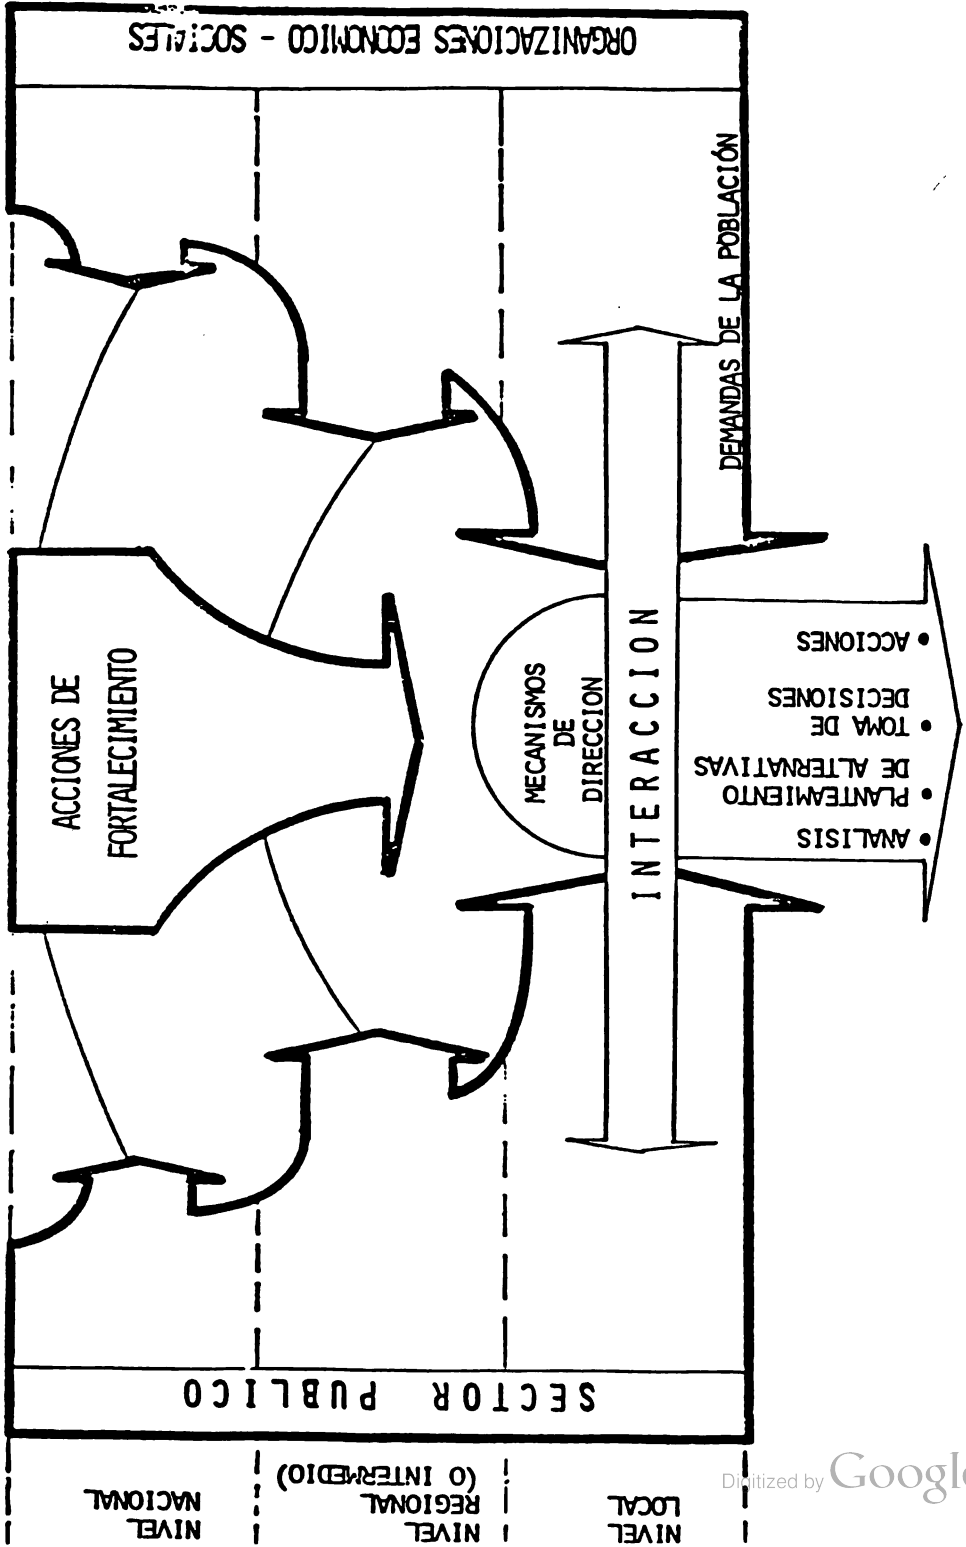 ORGANIZACIONES ECONOMICO - SOCIALES
DEMANDAS DE LA POBLACIÓN
ACCIONES DE
FORTALECIMIENTO
MECANISMOS
DE
DIRECCION
INTERACCION
• ANALISIS
• PLANTEAMIENTO
DE ALTERNATIVAS
• TOMA DE
DECISIONES
• ACCIONES
SECTOR PUBLICO
NIVEL
NACIONAL
NIVEL
REGIONAL
(O INTERMEDIO)
NIVEL
LOCAL
Digitized by Google